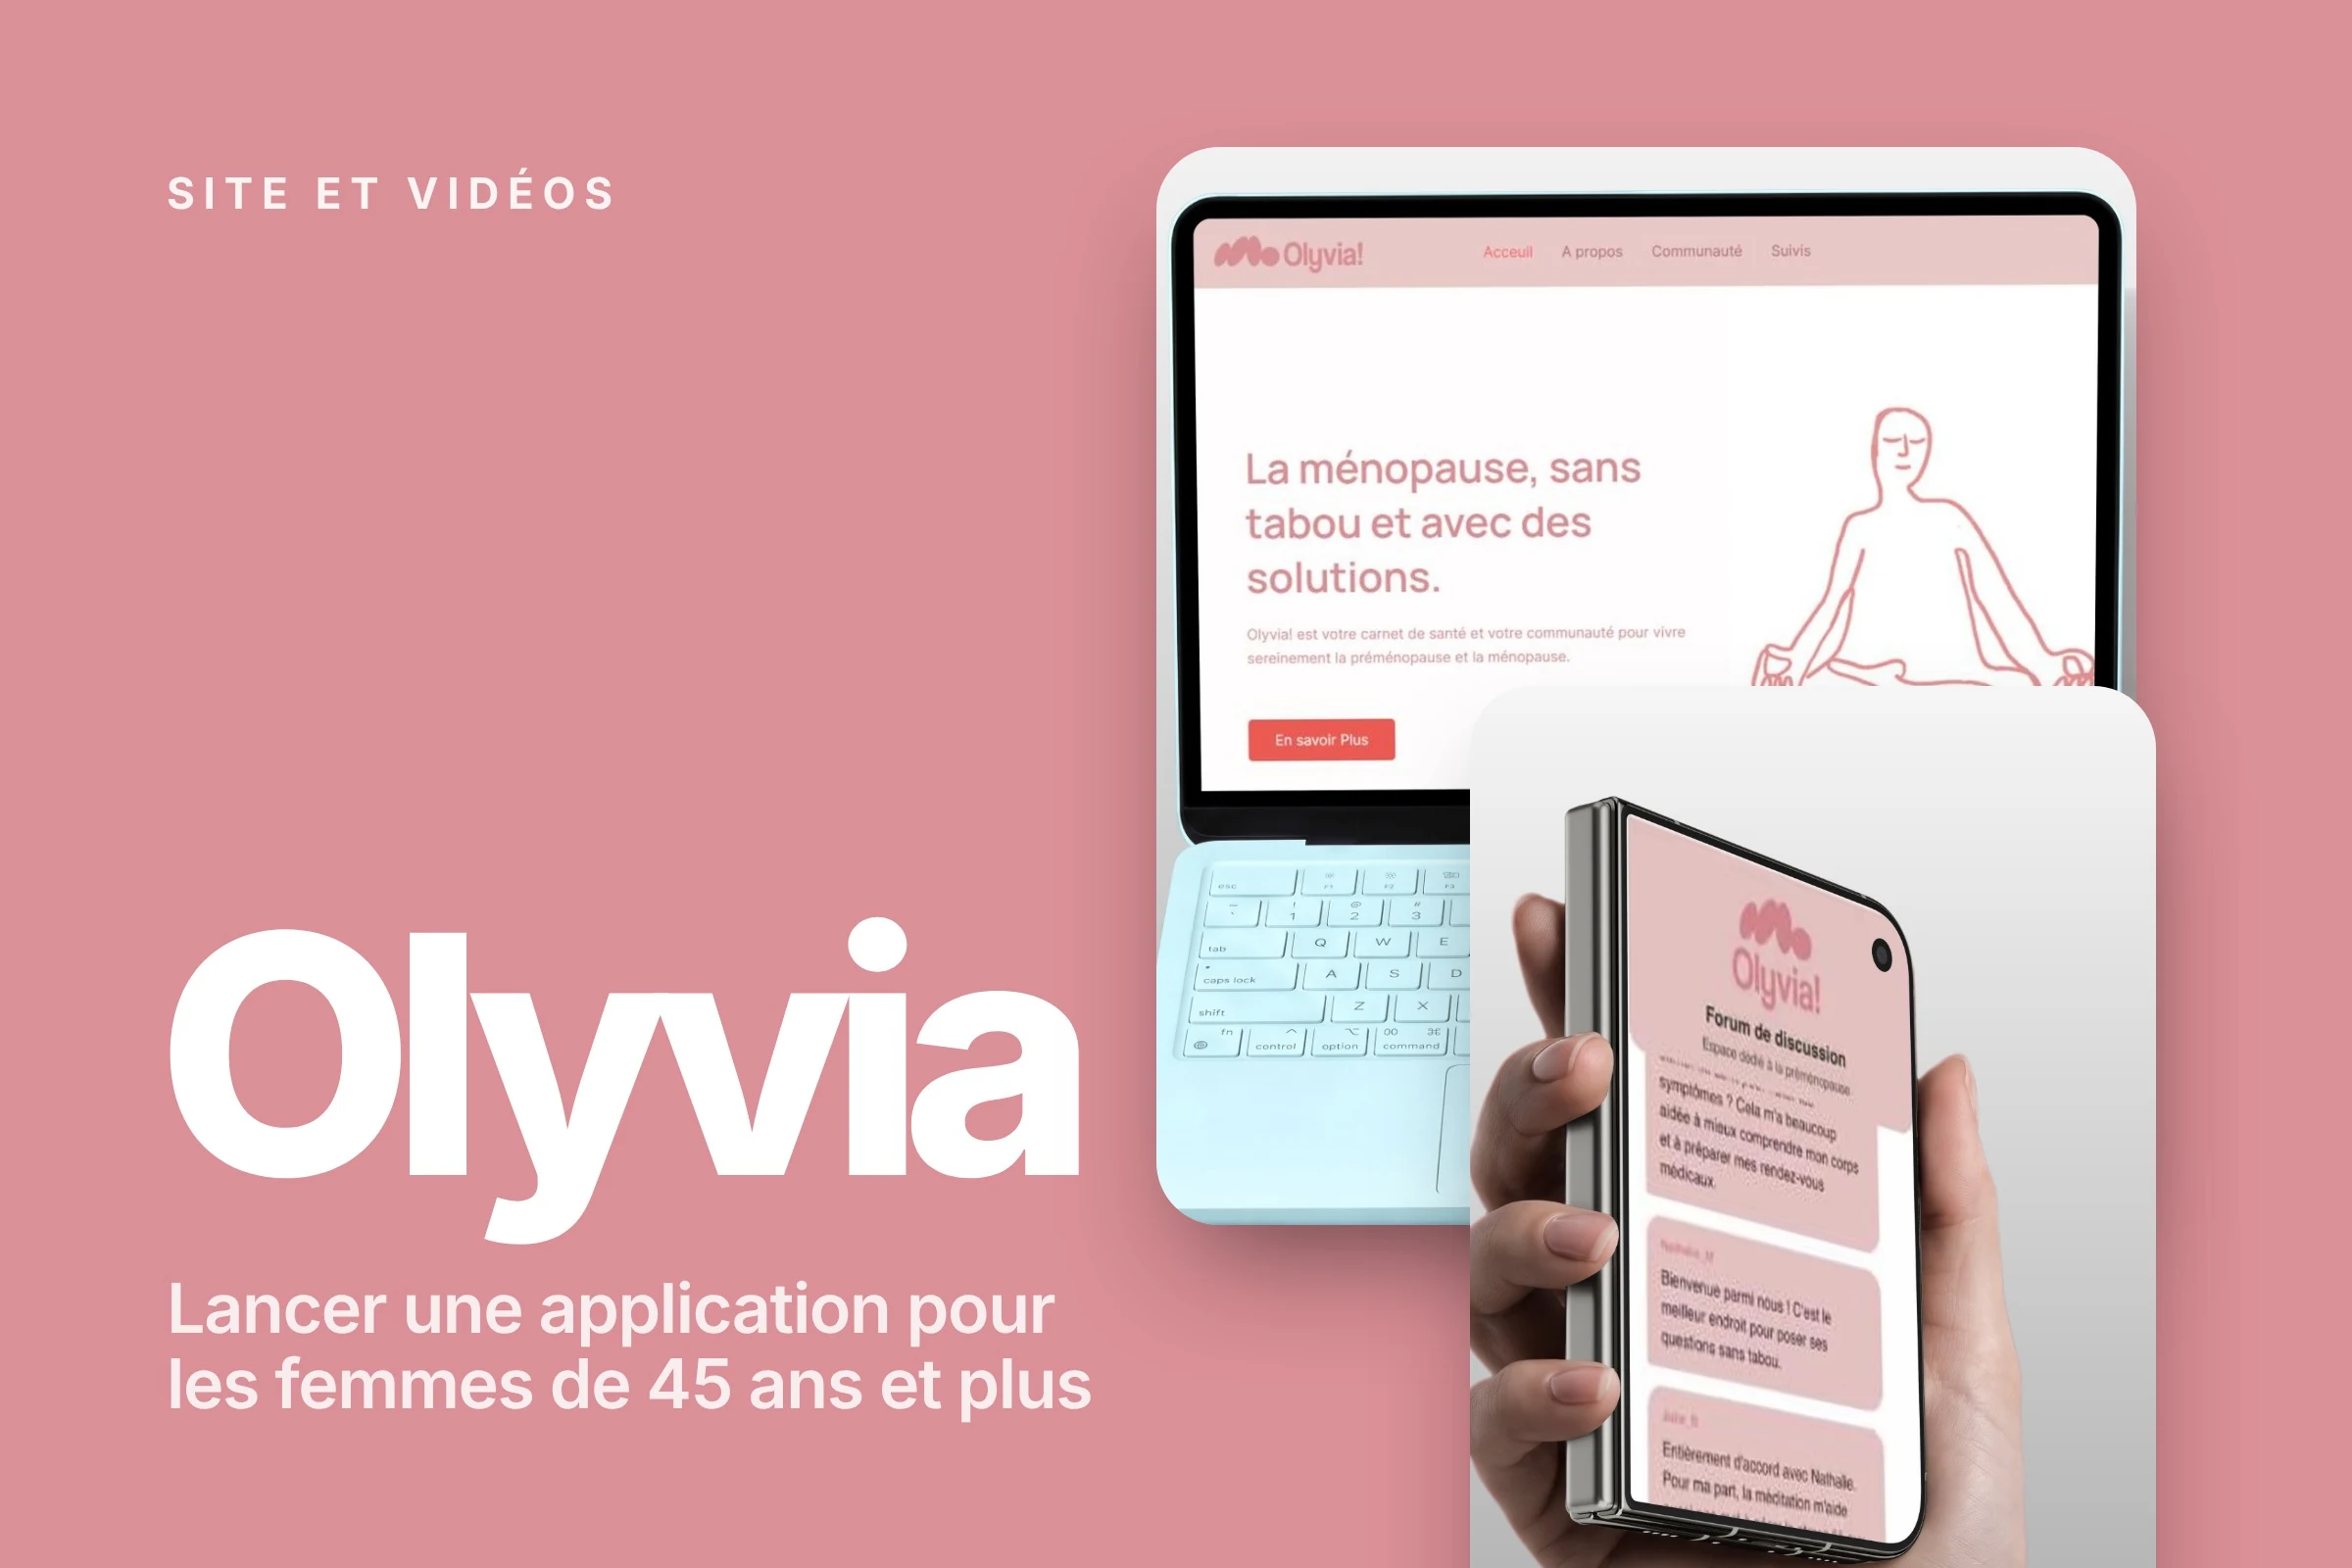 SITE ET VIDÉOS
Olyvia
Lancer une application pour
les femmes de 45 ans et plus
Olyvia!
Acceuil A propos Communauté Suivis
La ménopause, sans
tabou et avec des
solutions.
Olyvia! est votre carnet de santé et votre communauté pour vivre
sereinement la préménopause et la ménopause.
En savoir Plus
esc F1 F2 F3
1 2 3
tab Q W E
caps lock A S D
shift Z X
fn control option command
Olyvia!
Forum de discussion
Espace dédié à la préménopause
symptômes ? Cela m'a beaucoup
aidée à mieux comprendre mon corps
et à préparer mes rendez-vous
médicaux.
Nathalie_M
Bienvenue parmi nous ! C'est le
meilleur endroit pour poser ses
questions sans tabou.
Entièrement d'accord avec Nathalie.
Pour ma part, la méditation m'aide